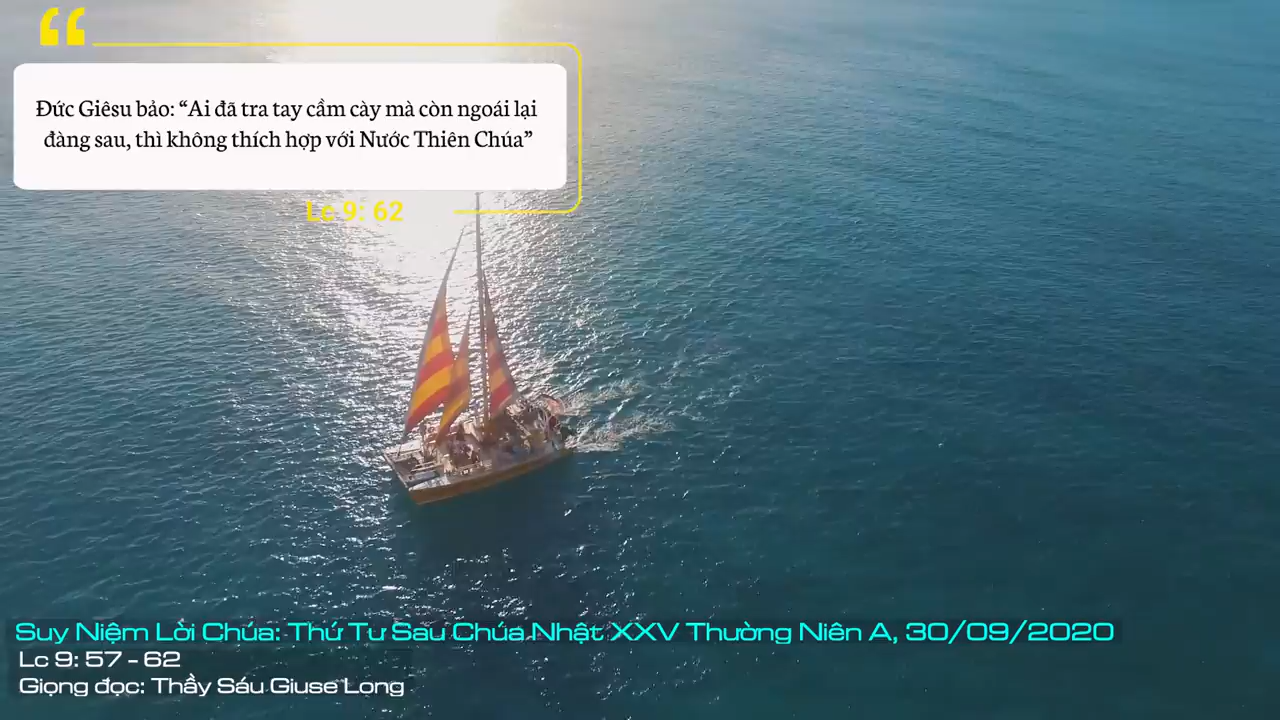 Đức Giêsu bảo: “Ai đã tra tay cầm cày mà còn ngoái lại
đàng sau, thì không thích hợp với Nước Thiên Chúa”
Lc 9: 62
Suy Niệm Lời Chúa: Thứ Tư Sau Chúa Nhật XXV Thường Niên A, 30/09/2020
Lc 9: 57 - 62
Giọng đọc: Thầy Sáu Giuse Long